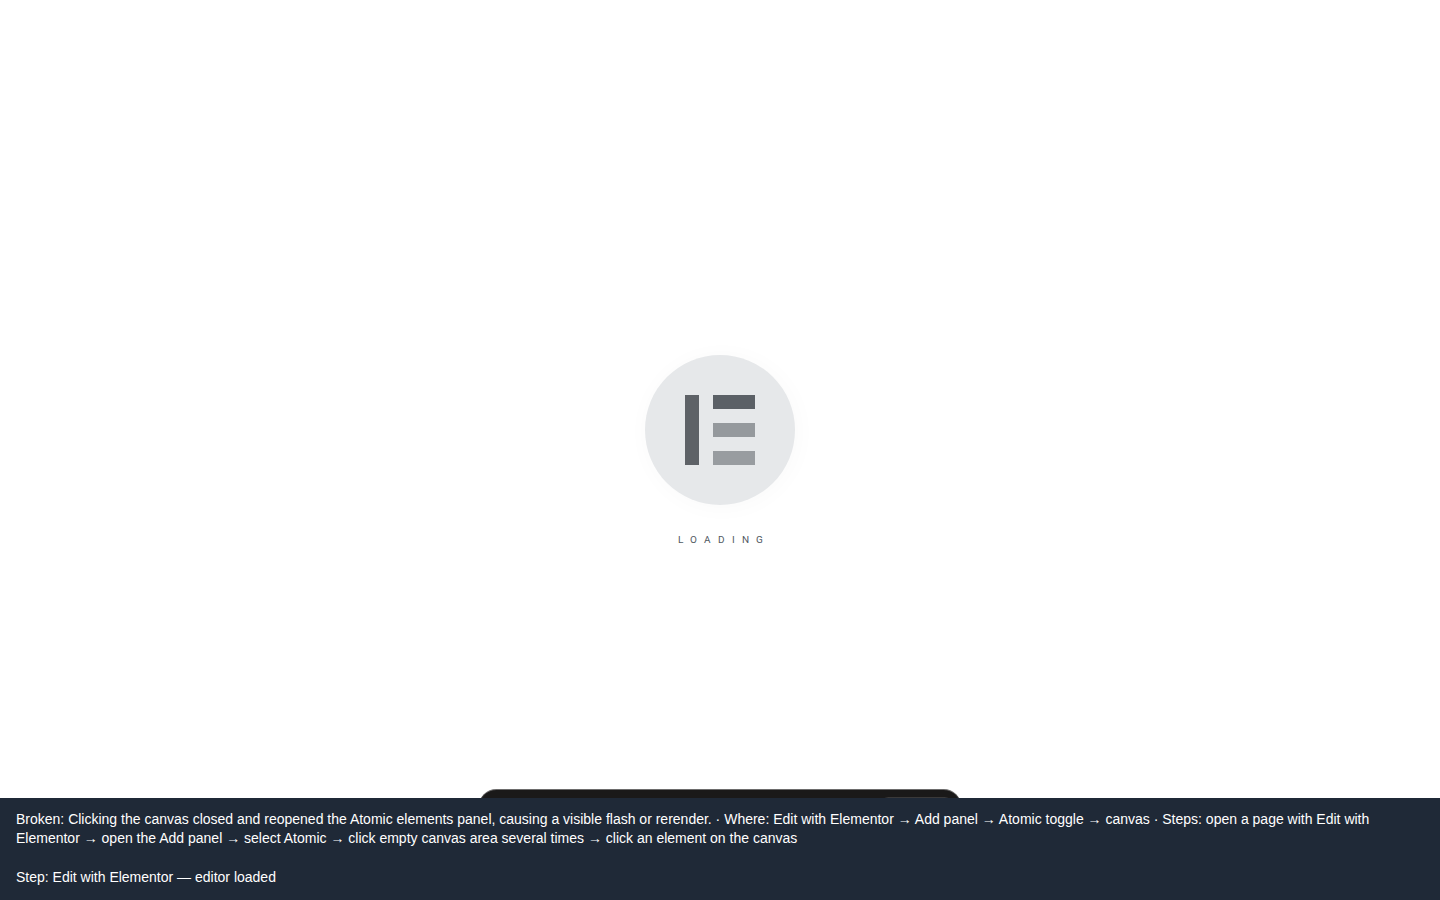 LOADING
Broken: Clicking the canvas closed and reopened the Atomic elements panel, causing a visible flash or rerender. · Where: Edit with Elementor → Add panel → Atomic toggle → canvas · Steps: open a page with Edit with
Elementor → open the Add panel → select Atomic → click empty canvas area several times → click an element on the canvas
Step: Edit with Elementor — editor loaded